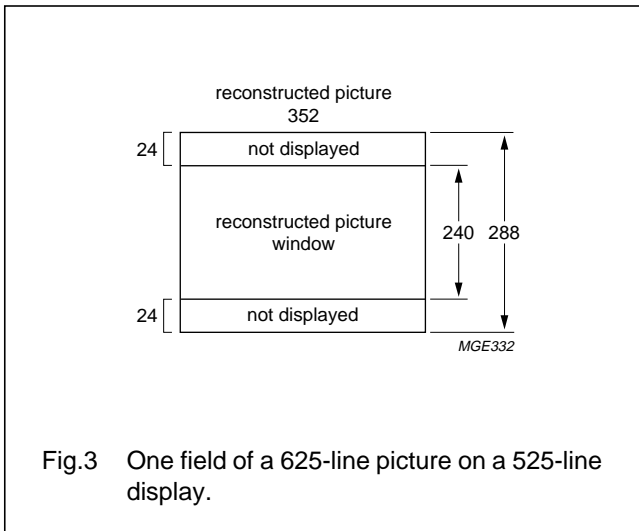 reconstructed picture
352
24
not displayed
reconstructed picture
window
240
288
24
not displayed
MGE332
Fig.3 One field of a 625-line picture on a 525-line
display.